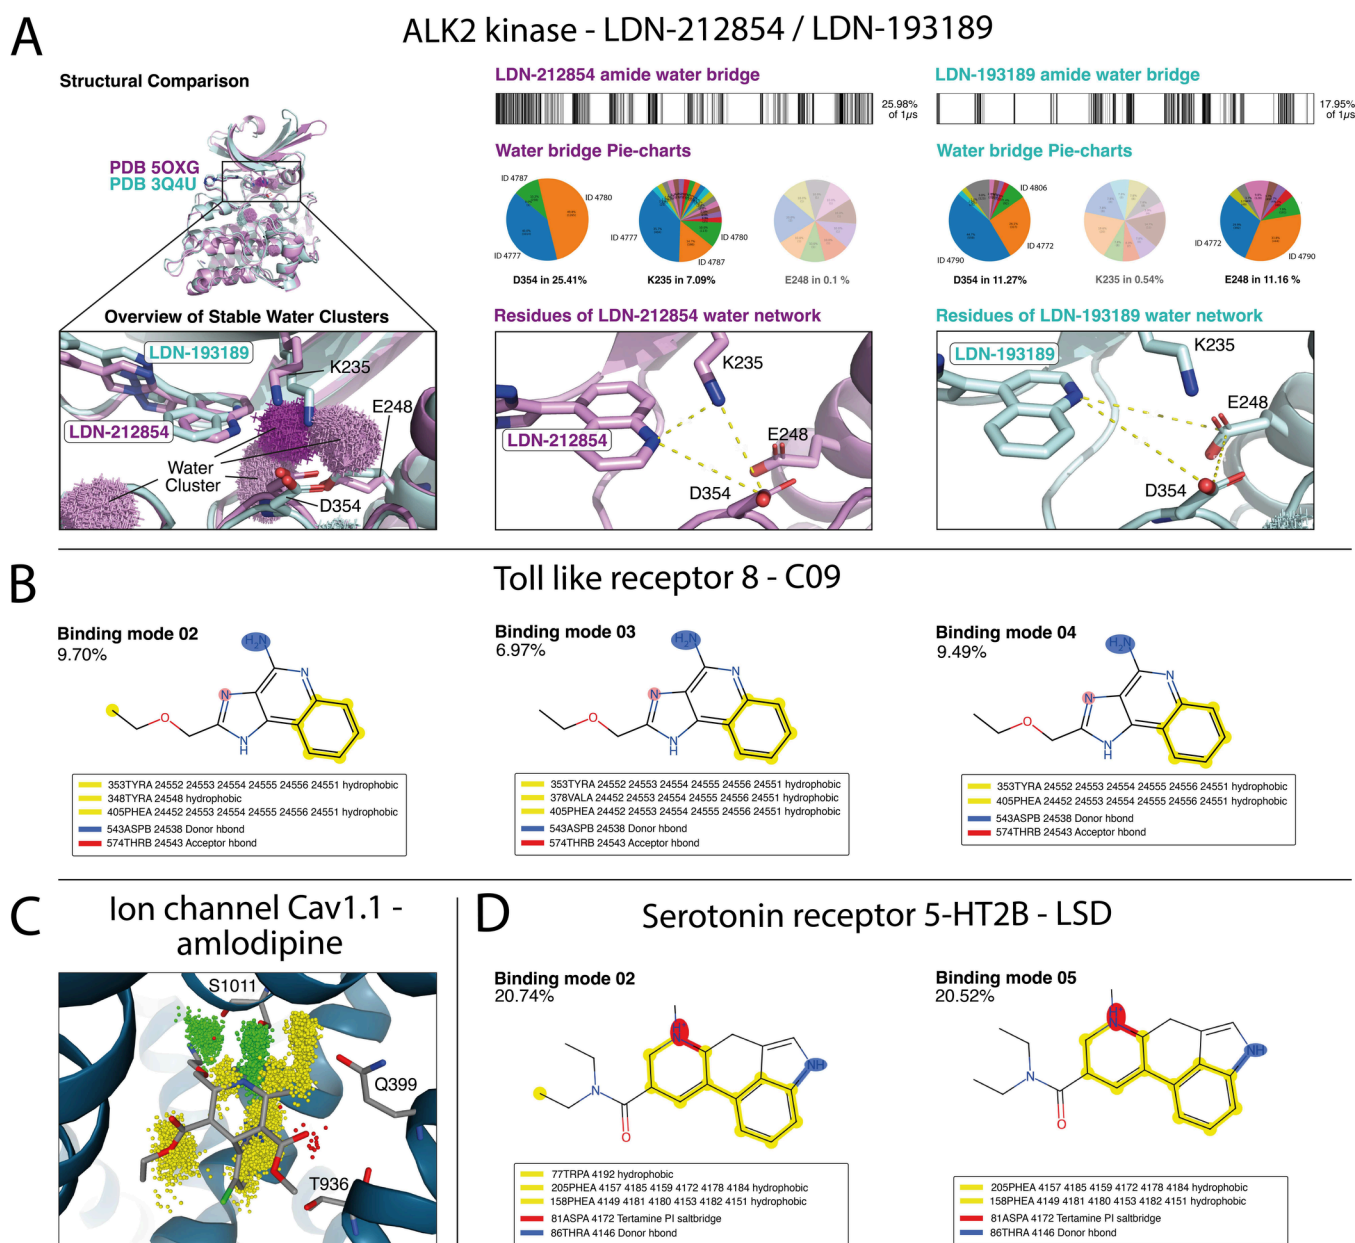 A
ALK2 kinase - LDN-212854 / LDN-193189
Structural Comparison
PDB 5OXG
PDB 3Q4U
Overview of Stable Water Clusters
LDN-193189
K235
E248
LDN-212854
Water
Cluster
D354
LDN-212854 amide water bridge
25.98%
of 1µs
Water bridge Pie-charts
ID 4787
ID 4780
ID 4777
D354 in 25.41%
ID 4777
ID 4780
ID 4787
K235 in 7.09%
E248 in 0.1 %
Residues of LDN-212854 water network
K235
LDN-212854
E248
D354
LDN-193189 amide water bridge
17.95%
of 1µs
Water bridge Pie-charts
ID 4806
ID 4772
ID 4790
D354 in 11.27%
K235 in 0.54%
ID 4772
ID 4790
E248 in 11.16 %
Residues of LDN-193189 water network
LDN-193189
K235
E248
D354
B
Toll like receptor 8 - C09
Binding mode 02
9.70%
H2N
N
N
O
N
H
353TYRA 24552 24553 24554 24555 24556 24551 hydrophobic
348TYRA 24548 hydrophobic
405PHEA 24452 24553 24554 24555 24556 24551 hydrophobic
543ASPB 24538 Donor hbond
574THRB 24543 Acceptor hbond
Binding mode 03
6.97%
H2N
N
N
O
N
H
353TYRA 24552 24553 24554 24555 24556 24551 hydrophobic
378VALA 24452 24553 24554 24555 24556 24551 hydrophobic
405PHEA 24452 24553 24554 24555 24556 24551 hydrophobic
543ASPB 24538 Donor hbond
574THRB 24543 Acceptor hbond
Binding mode 04
9.49%
H2N
N
N
O
N
H
353TYRA 24552 24553 24554 24555 24556 24551 hydrophobic
405PHEA 24452 24553 24554 24555 24556 24551 hydrophobic
543ASPB 24538 Donor hbond
574THRB 24543 Acceptor hbond
C
Ion channel Cav1.1 -
amlodipine
S1011
Q399
T936
D
Serotonin receptor 5-HT2B - LSD
Binding mode 02
20.74%
NH
N
O
77TRPA 4192 hydrophobic
205PHEA 4157 4185 4159 4172 4178 4184 hydrophobic
158PHEA 4149 4181 4180 4153 4182 4151 hydrophobic
81ASPA 4172 Tertamine PI saltbridge
86THRA 4146 Donor hbond
Binding mode 05
20.52%
NH
N
O
205PHEA 4157 4185 4159 4172 4178 4184 hydrophobic
158PHEA 4149 4181 4180 4153 4182 4151 hydrophobic
81ASPA 4172 Tertamine PI saltbridge
86THRA 4146 Donor hbond